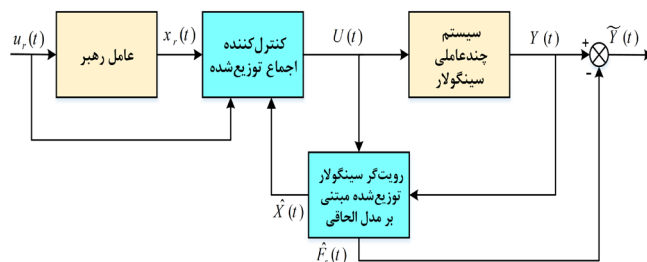 u_r(t)
عامل رهبر
x_r(t)
کنترل‌کننده
اجماع توزیع‌شده
U(t)
سیستم
چندعاملی
سینگولار
Y(t)
+
-
Ỹ(t)
رویت‌گر سینگولار
توزیع‌شده مبتنی
بر مدل الحاقی
X̂(t)
F̂_s(t)